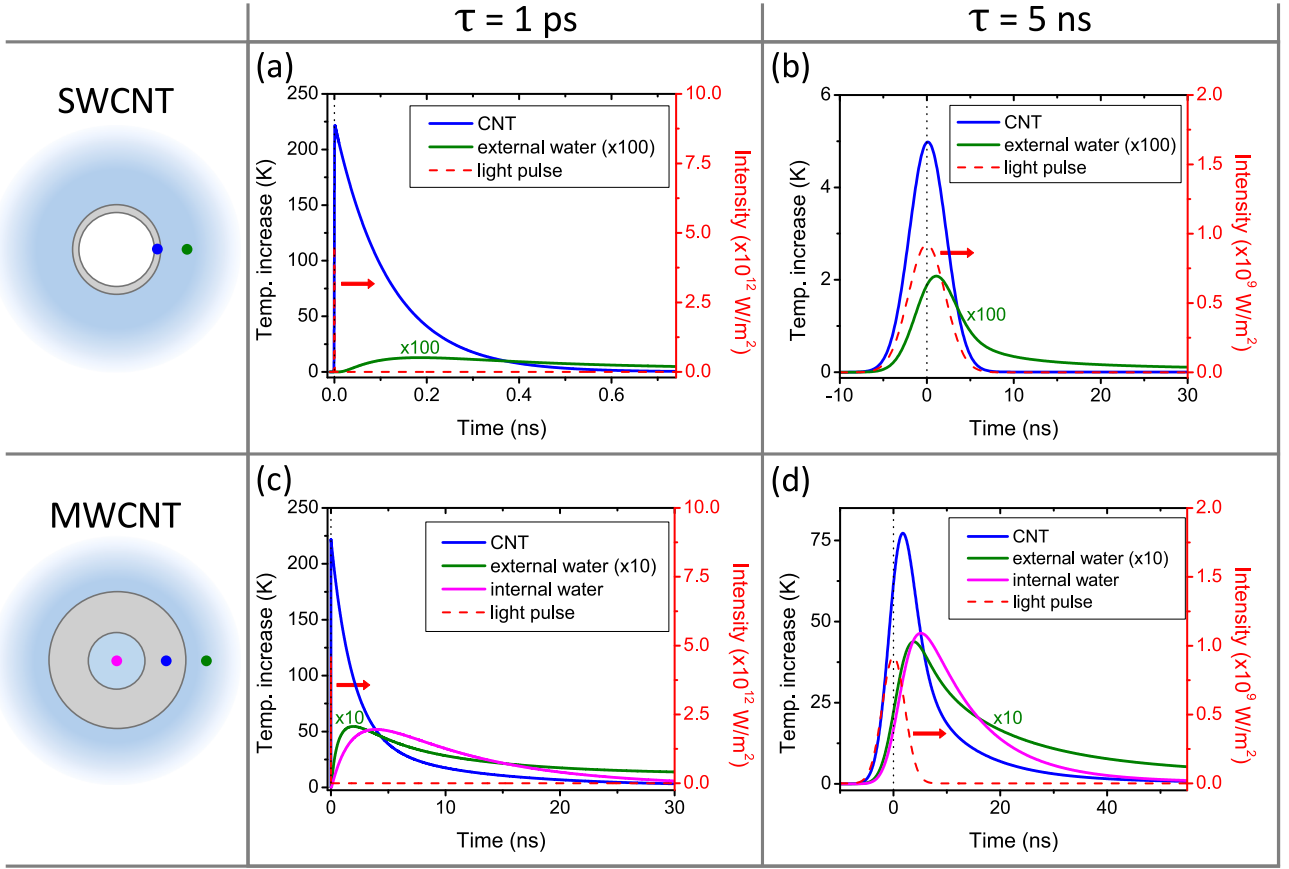 τ = 1 ps
τ = 5 ns
SWCNT
(a)
250
200
150
100
50
0
Temp. increase (K)
0.0
0.2
0.4
0.6
Time (ns)
CNT
external water (x100)
light pulse
x100
10.0
7.5
5.0
2.5
0.0
Intensity (x10¹² W/m²)
(b)
6
4
2
0
Temp. increase (K)
-10
0
10
20
30
Time (ns)
CNT
external water (x100)
light pulse
x100
2.0
1.5
1.0
0.5
0.0
Intensity (x10⁹ W/m²)
MWCNT
(c)
250
200
150
100
50
0
Temp. increase (K)
0
10
20
30
Time (ns)
CNT
external water (x10)
internal water
light pulse
x10
10.0
7.5
5.0
2.5
0.0
Intensity (x10¹² W/m²)
(d)
75
50
25
0
Temp. increase (K)
0
20
40
Time (ns)
CNT
external water (x10)
internal water
light pulse
x10
2.0
1.5
1.0
0.5
0.0
Intensity (x10⁹ W/m²)